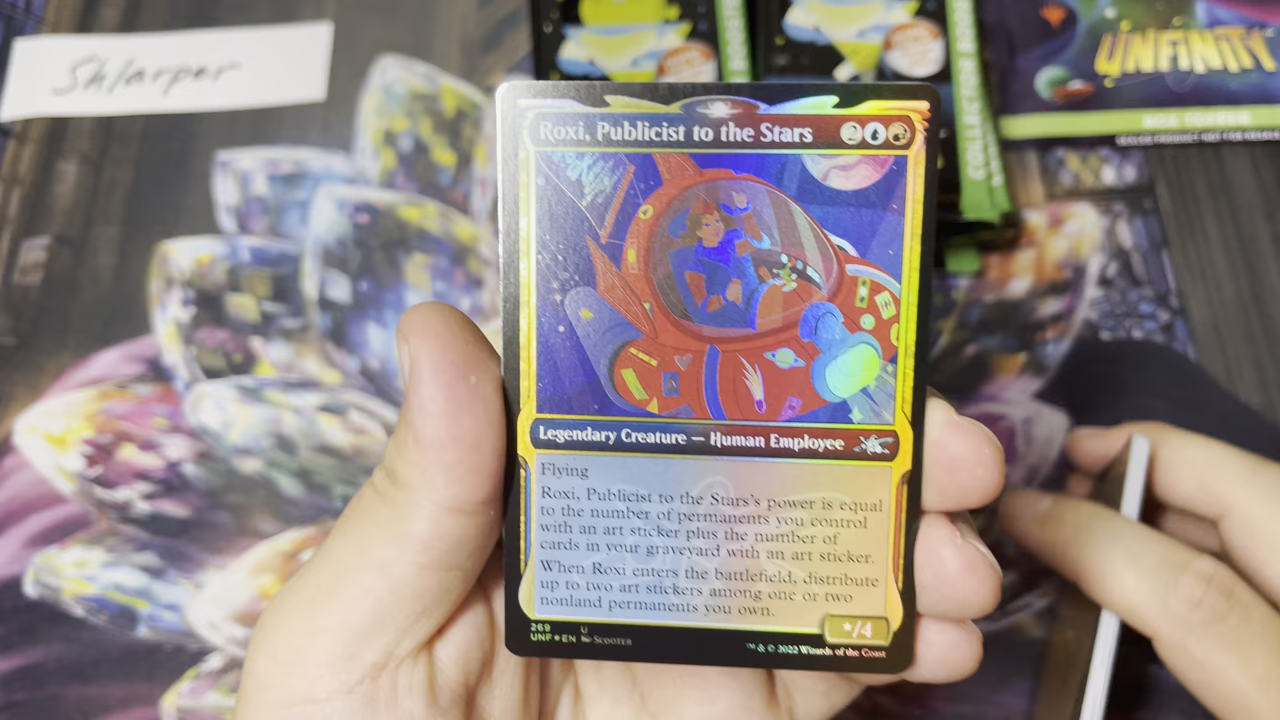 Shlarper
UNFINITY
COLLECTOR BOOSTER
Roxi, Publicist to the Stars 2
Legendary Creature — Human Employee
Flying
Roxi, Publicist to the Stars's power is equal
to the number of permanents you control
with an art sticker plus the number of
cards in your graveyard with an art sticker.
When Roxi enters the battlefield, distribute
up to two art stickers among one or two
nonland permanents you own.
*/4
269 U
UNF ★ EN SCOOTER
™ & © 2022 Wizards of the Coast